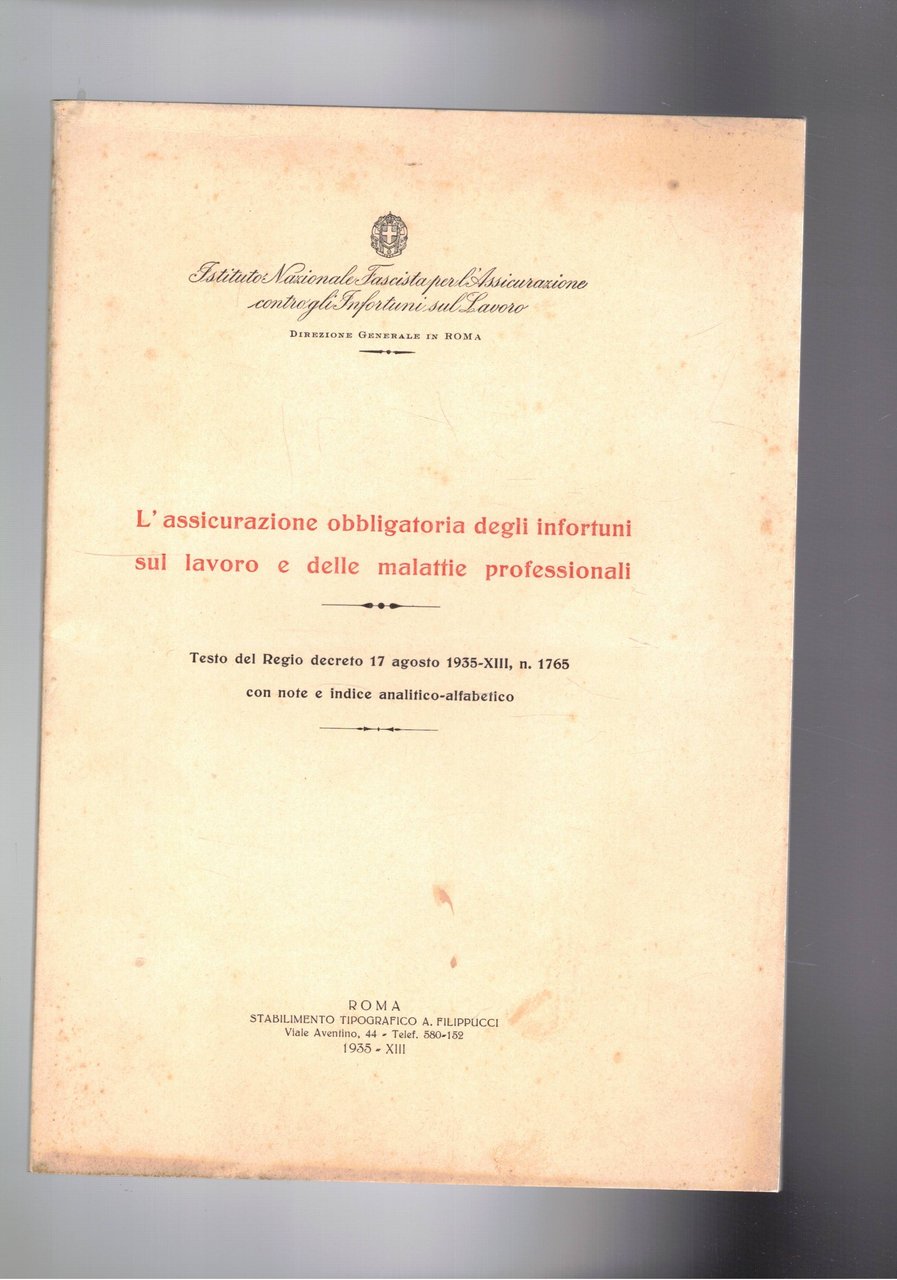 Istituto Nazionale Fascista per l'Assicurazione
contro gli Infortuni sul Lavoro
DIREZIONE GENERALE IN ROMA
L'assicurazione obbligatoria degli infortuni
sul lavoro e delle malattie professionali
Testo del Regio decreto 17 agosto 1935-XIII, n. 1765
con note e indice analitico-alfabetico
ROMA
STABILIMENTO TIPOGRAFICO A. FILIPPUCCI
Viale Aventino, 44 - Telef. 580-152
1935 - XIII